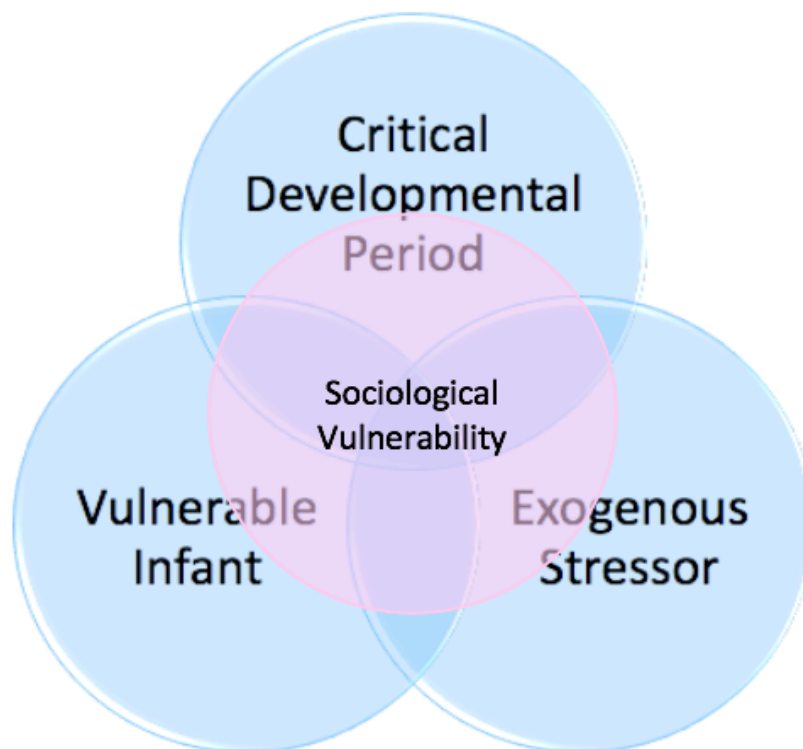 Critical
Developmental
Period
Sociological
Vulnerability
Vulnerable
Infant
Exogenous
Stressor